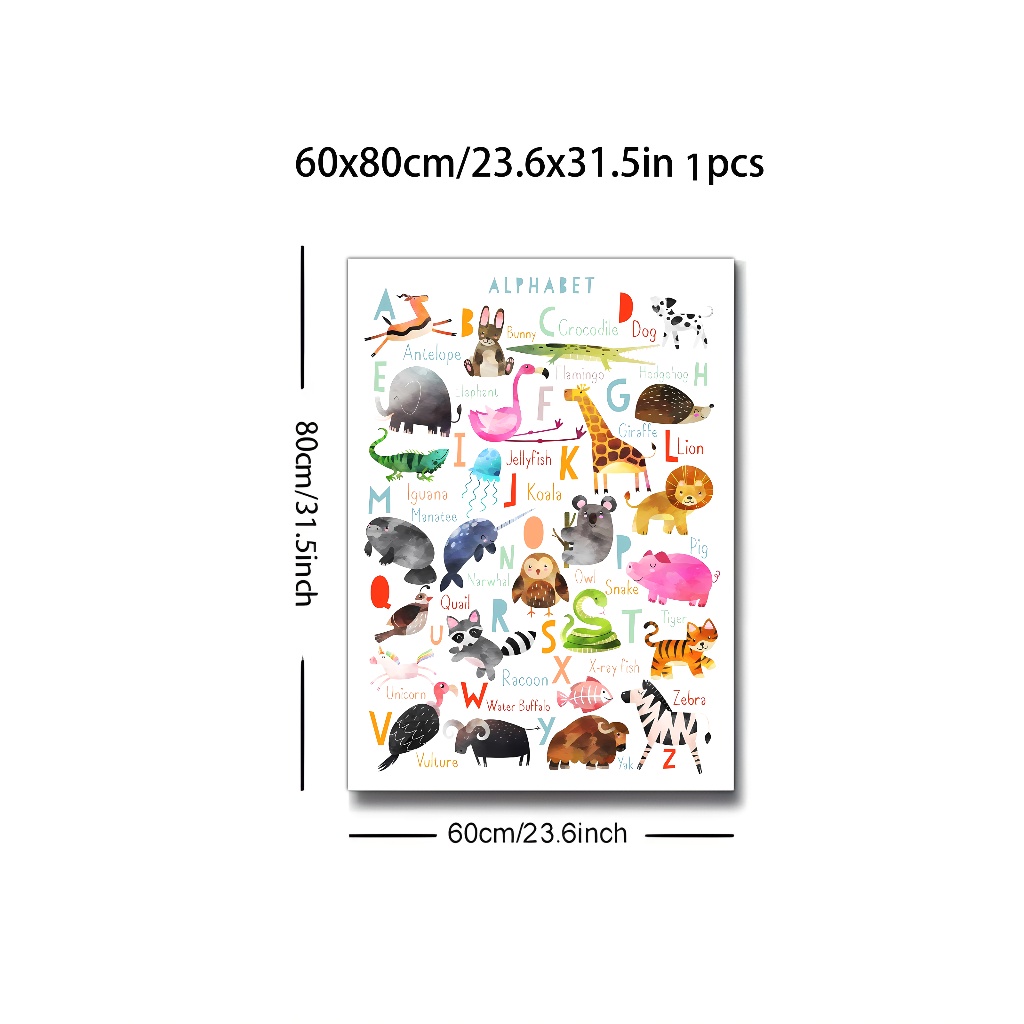 60x80cm/23.6x31.5in 1pcs
80cm/31.5inch
ALPHABET
A
B
Bunny
C
Crocodile
D
Dog
Antelope
E
Elephant
Flamingo
F
G
Giraffe
Hedgehog
H
I
Iguana
Jellyfish
J
K
Koala
L
Lion
M
Manatee
N
Narwhal
O
Owl
P
Pig
Q
Quail
R
Racoon
S
Snake
T
Tiger
U
Unicorn
V
Vulture
W
Water Buffalo
X
X-ray fish
Y
Yak
Zebra
Z
60cm/23.6inch